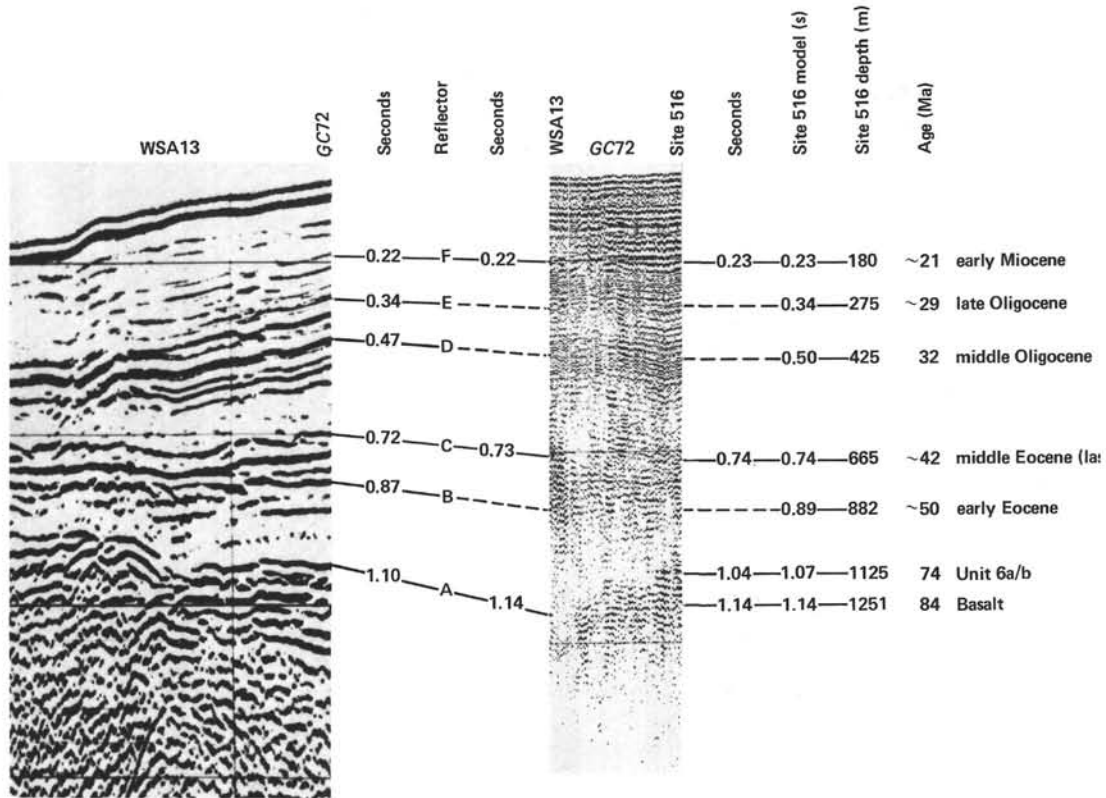 WSA13
GC72
Seconds
Reflector
Seconds
WSA13
GC72
Site 516
Seconds
Site 516 model (s)
Site 516 depth (m)
Age (Ma)
0.22 F 0.22 0.23 0.23 180 ~21 early Miocene
0.34 E 0.34 275 ~29 late Oligocene
0.47 D 0.50 425 32 middle Oligocene
0.72 C 0.73 0.74 0.74 665 ~42 middle Eocene (las
0.87 B 0.89 882 ~50 early Eocene
1.10 A 1.14 1.04 1.07 1125 74 Unit 6a/b
1.14 1.14 1251 84 Basalt